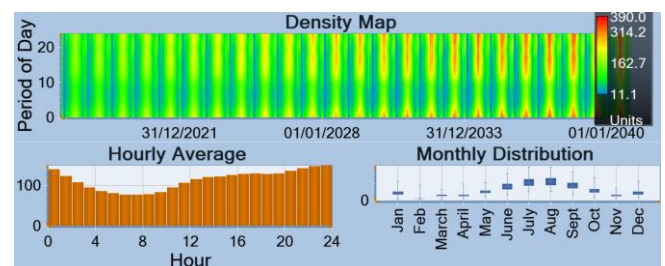 Density Map
Period of Day
20
10
0
31/12/2021
01/01/2028
31/12/2033
01/01/2040
390.0
314.2
162.7
11.1
Units
Hourly Average
100
0
0
4
8
12
16
20
24
Hour
Monthly Distribution
0
Jan
Feb
March
April
May
June
July
Aug
Sept
Oct
Nov
Dec